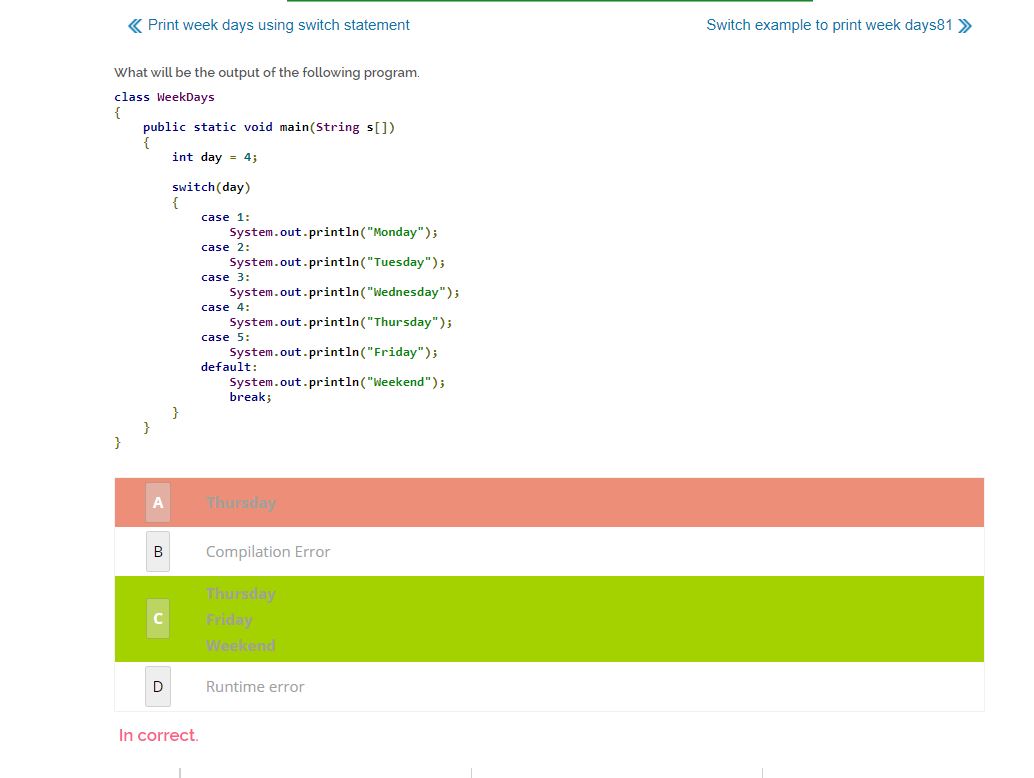 Print week days using switch statement
Switch example to print week days81
What will be the output of the following program.
class WeekDays
{
    public static void main(String s[])
    {
        int day = 4;
        switch(day)
        {
            case 1:
                System.out.println("Monday");
            case 2:
                System.out.println("Tuesday");
            case 3:
                System.out.println("Wednesday");
            case 4:
                System.out.println("Thursday");
            case 5:
                System.out.println("Friday");
            default:
                System.out.println("Weekend");
                break;
        }
    }
}
A Thursday
B Compilation Error
C Thursday
Friday
Weekend
D Runtime error
In correct.